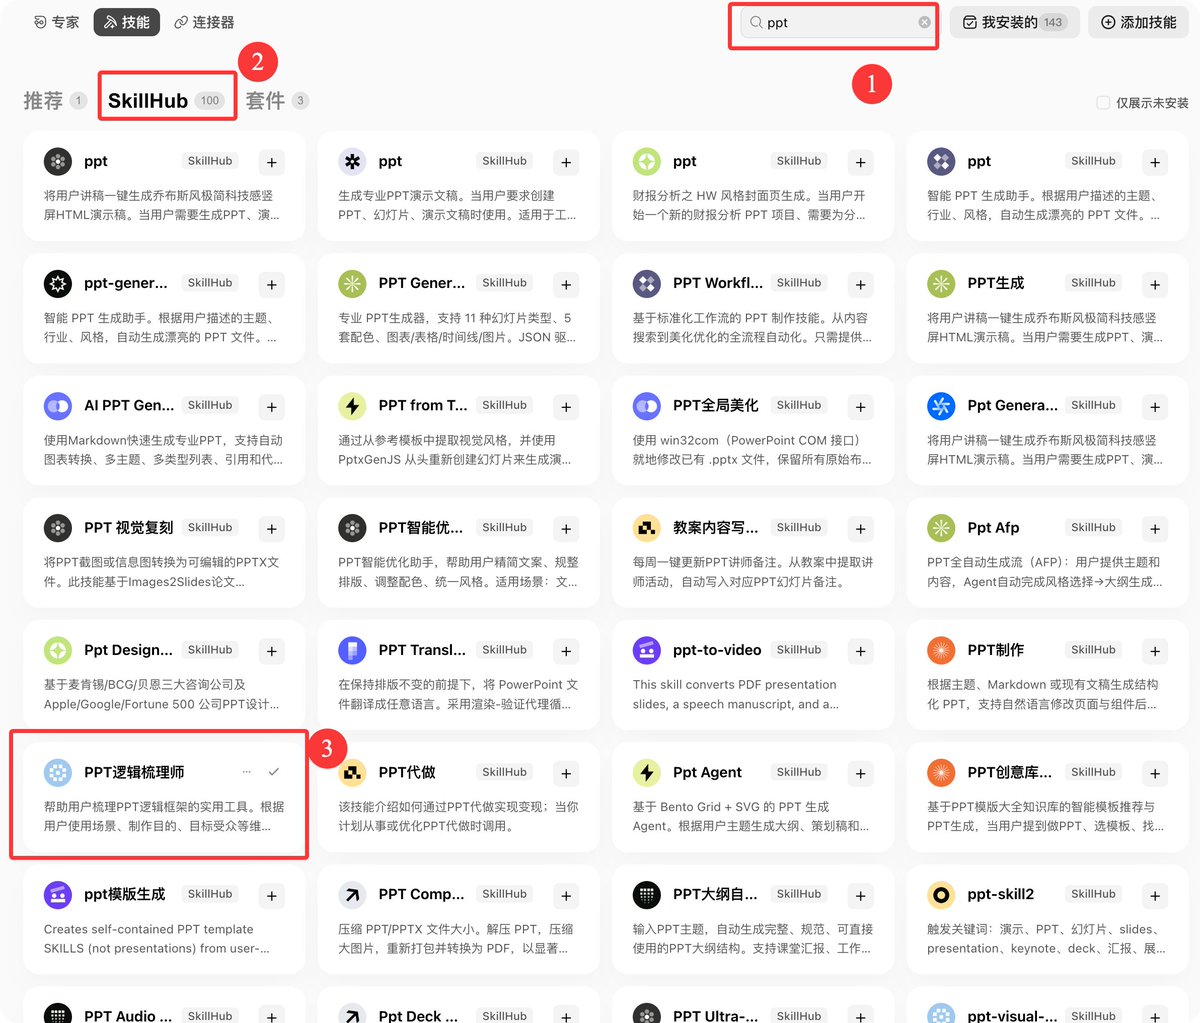 专家
技能
连接器
ppt
我安装的 143
添加技能
2
1
推荐 1
SkillHub 100
套件 3
仅展示未安装
ppt SkillHub +
将用户讲稿一键生成乔布斯风极简科技感竖
屏HTML演示稿。当用户需要生成PPT、演...
ppt SkillHub +
生成专业PPT演示文稿。当用户要求创建
PPT、幻灯片、演示文稿时使用。适用于工...
ppt SkillHub +
财报分析之 HW 风格封面页生成。当用户开
始一个新的财报分析 PPT 项目、需要为分...
ppt SkillHub +
智能 PPT 生成助手。根据用户描述的主题、
行业、风格，自动生成漂亮的 PPT 文件。...
ppt-gener... SkillHub +
智能 PPT 生成助手。根据用户描述的主题、
行业、风格，自动生成漂亮的 PPT 文件。...
PPT Gener... SkillHub +
专业 PPT生成器，支持 11 种幻灯片类型、5
套配色、图表/表格/时间线/图片。JSON 驱...
PPT Workfl... SkillHub +
基于标准化工作流的 PPT 制作技能。从内容
搜索到美化优化的全流程自动化。只需提供...
PPT生成 SkillHub +
将用户讲稿一键生成乔布斯风极简科技感竖
屏HTML演示稿。当用户需要生成PPT、演...
AI PPT Gen... SkillHub +
使用Markdown快速生成专业PPT，支持自动
图表转换、多主题、多类型列表、引用和代...
PPT from T... SkillHub +
通过从参考模板中提取视觉风格，并使用
PptxGenJS 从头重新创建幻灯片来生成演...
PPT全局美化 SkillHub +
使用 win32com（PowerPoint COM 接口）
就地修改已有 .pptx 文件，保留所有原始布...
Ppt Genera... SkillHub +
将用户讲稿一键生成乔布斯风极简科技感竖
屏HTML演示稿。当用户需要生成PPT、演...
PPT 视觉复刻 SkillHub +
将PPT截图或信息图转换为可编辑的PPTX文
件。此技能基于Images2Slides论文...
PPT智能优... SkillHub +
PPT智能优化助手，帮助用户精简文案、规整
排版、调整配色、统一风格。适用场景：文...
教案内容写... SkillHub +
每周一键更新PPT讲师备注。从教案中提取讲
师活动，自动写入对应PPT幻灯片备注。
Ppt Afp SkillHub +
PPT全自动生成流（AFP）：用户提供主题和
内容，Agent自动完成风格选择→大纲生成...
Ppt Design... SkillHub +
基于麦肯锡/BCG/贝恩三大咨询公司及
Apple/Google/Fortune 500 公司PPT设计...
PPT Transl... SkillHub +
在保持排版不变的前提下，将 PowerPoint 文
件翻译成任意语言。采用渲染-验证代理循...
ppt-to-video SkillHub +
This skill converts PDF presentation
slides, a speech manuscript, and a...
PPT制作 SkillHub +
根据主题、Markdown 或现有文稿生成结构
化 PPT，支持自然语言修改页面与组件后...
3
PPT逻辑梳理师 ...
帮助用户梳理PPT逻辑框架的实用工具。根据
用户使用场景、制作目的、目标受众等维...
PPT代做 SkillHub +
该技能介绍如何通过PPT代做实现变现；当你
计划从事或优化PPT代做时调用。
Ppt Agent SkillHub +
基于 Bento Grid + SVG 的 PPT 生成
Agent。根据用户主题生成大纲、策划稿和...
PPT创意库... SkillHub +
基于PPT模版大全知识库的智能模板推荐与
PPT生成，当用户提到做PPT、选模板、找...
ppt模版生成 SkillHub +
Creates self-contained PPT template
SKILLS (not presentations) from user-...
PPT Comp... SkillHub +
压缩 PPT/PPTX 文件大小。解压 PPT，压缩
大图片，重新打包并转换为 PDF，以显著...
PPT大纲自... SkillHub +
输入PPT主题，自动生成完整、规范、可直接
使用的PPT大纲结构。支持课堂汇报、工作...
ppt-skill2 SkillHub +
触发关键词：演示、PPT、幻灯片、slides、
presentation、keynote、deck、汇报、展...
PPT Audio ... SkillHub +
Ppt Deck ... SkillHub +
PPT Ultra-... SkillHub +
ppt-visual-... SkillHub +